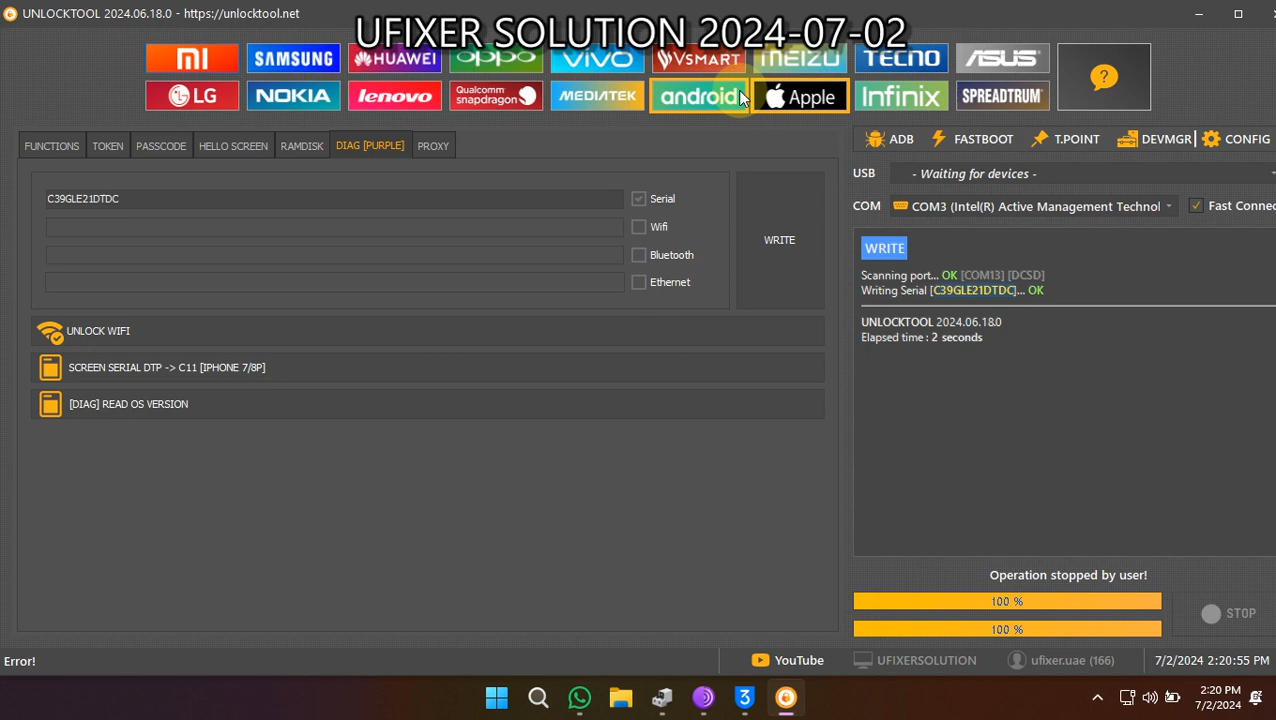 UNLOCKTOOL 2024.06.18.0 - https://unlocktool.net
UFIXER SOLUTION 2024-07-02
MI SAMSUNG HUAWEI oppo vivo VSMART MEIZU TECNO ASUS ?
LG NOKIA lenovo Qualcomm snapdragon MEDIATEK android Apple Infinix SPREADTRUM
FUNCTIONS TOKEN PASSCODE HELLO SCREEN RAMDISK DIAG [PURPLE] PROXY
ADB FASTBOOT T.POINT DEVMGR CONFIG
USB - Waiting for devices -
COM COM3 (Intel(R) Active Management Technol Fast Connec
C39GLE21DTDC Serial
Wifi
Bluetooth
Ethernet
WRITE
UNLOCK WIFI
SCREEN SERIAL DTP -> C11 [IPHONE 7/8P]
[DIAG] READ OS VERSION
WRITE
Scanning port... OK [COM13] [DCSD]
Writing Serial [C39GLE21DTDC]... OK
UNLOCKTOOL 2024.06.18.0
Elapsed time : 2 seconds
Operation stopped by user!
100 %
100 %
STOP
Error! YouTube UFIXERSOLUTION ufixer.uae (166) 7/2/2024 2:20:55 PM
3
2:20 PM
7/2/2024